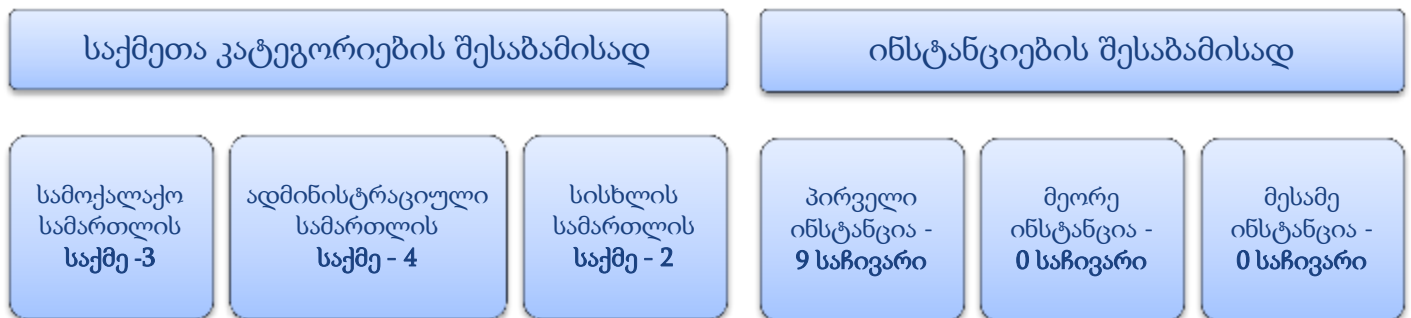 საქმეთა კატეგორიების შესაბამისად
ინსტანციების შესაბამისად
სამოქალაქო
სამართლის
საქმე -3
ადმინისტრაციული
სამართლის
საქმე - 4
სისხლის
სამართლის
საქმე - 2
პირველი
ინსტანცია -
9 საჩივარი
მეორე
ინსტანცია -
0 საჩივარი
მესამე
ინსტანცია -
0 საჩივარი